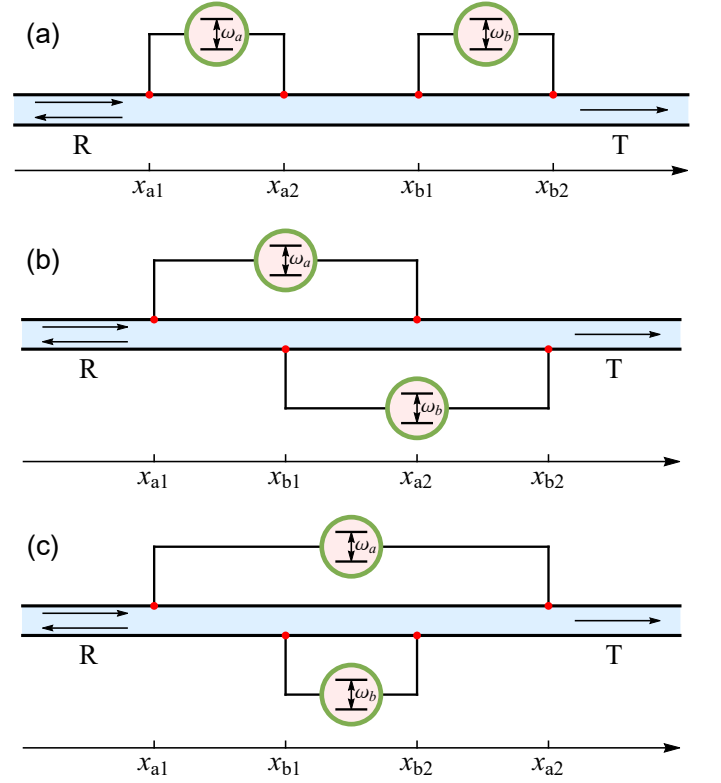 (a) ωa ωb
R T
xa1 xa2 xb1 xb2
(b) ωa
R T
ωb
xa1 xb1 xa2 xb2
(c) ωa
R T
ωb
xa1 xb1 xb2 xa2